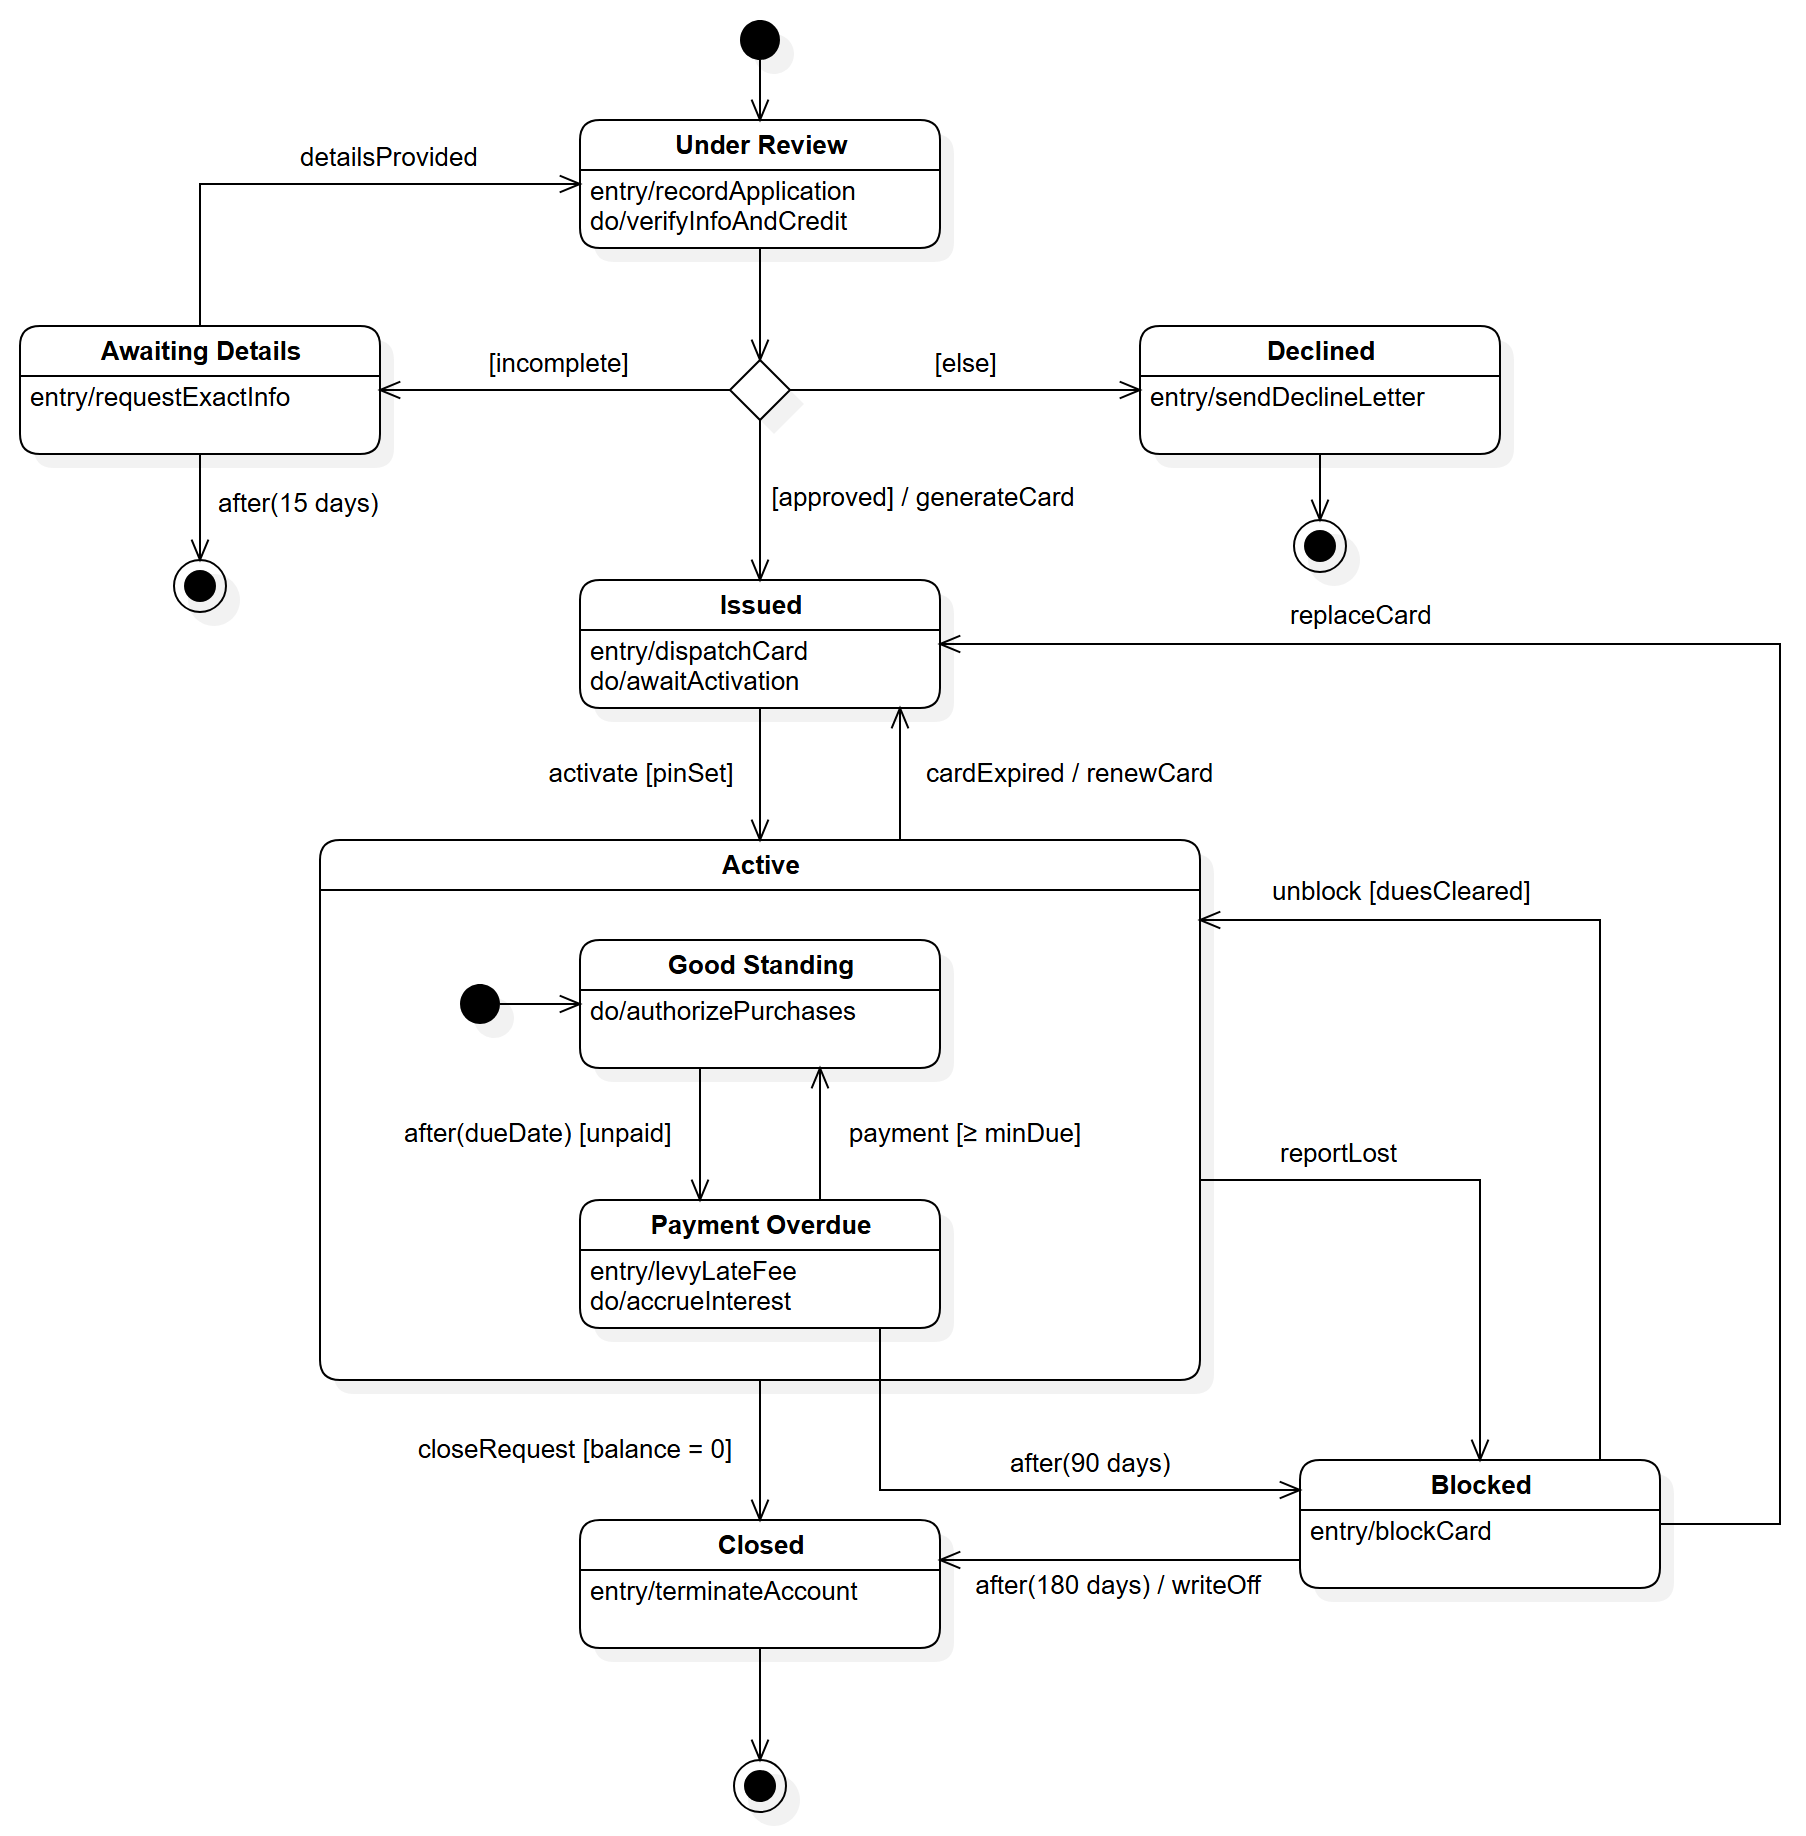 Under Review
entry/recordApplication
do/verifyInfoAndCredit
detailsProvided
Awaiting Details
entry/requestExactInfo
[incomplete]
[else]
Declined
entry/sendDeclineLetter
after(15 days)
[approved] / generateCard
Issued
entry/dispatchCard
do/awaitActivation
replaceCard
activate [pinSet]
cardExpired / renewCard
Active
unblock [duesCleared]
Good Standing
do/authorizePurchases
after(dueDate) [unpaid]
payment [≥ minDue]
reportLost
Payment Overdue
entry/levyLateFee
do/accrueInterest
closeRequest [balance = 0]
after(90 days)
Blocked
entry/blockCard
Closed
entry/terminateAccount
after(180 days) / writeOff